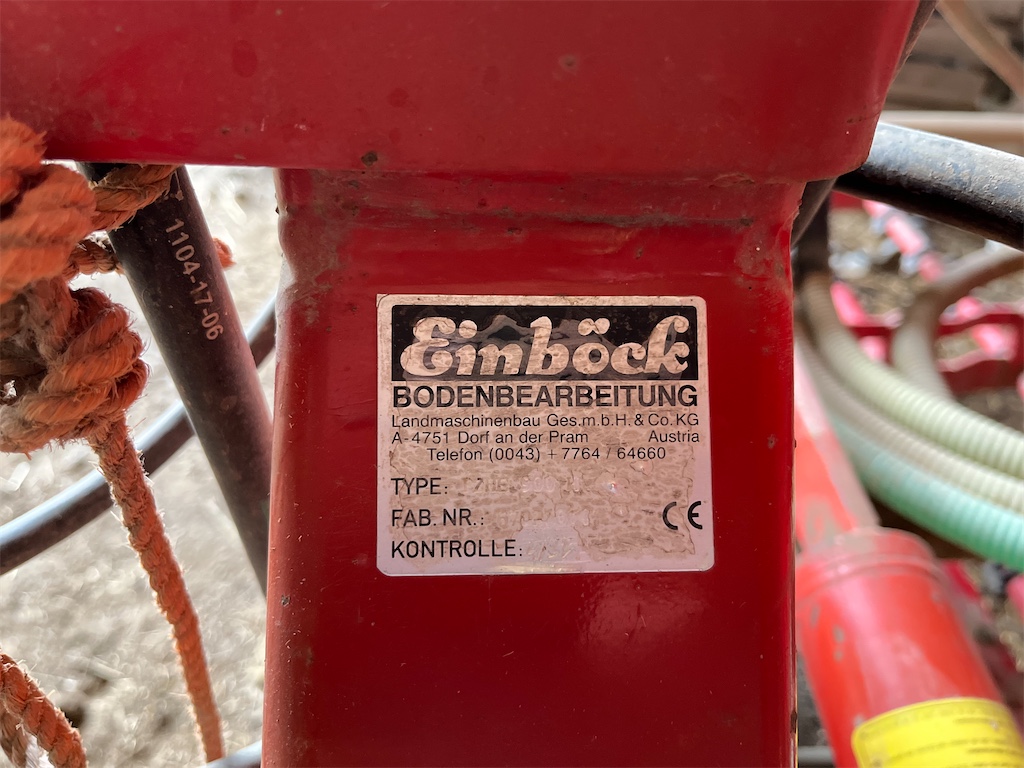 1104-17-06
Einböck
BODENBEARBEITUNG
Landmaschinenbau Ges.m.b.H. & Co. KG
A-4751 Dorf an der Pram Austria
Telefon (0043) + 7764 / 64660
TYPE:
FAB. NR.:
CE
KONTROLLE: